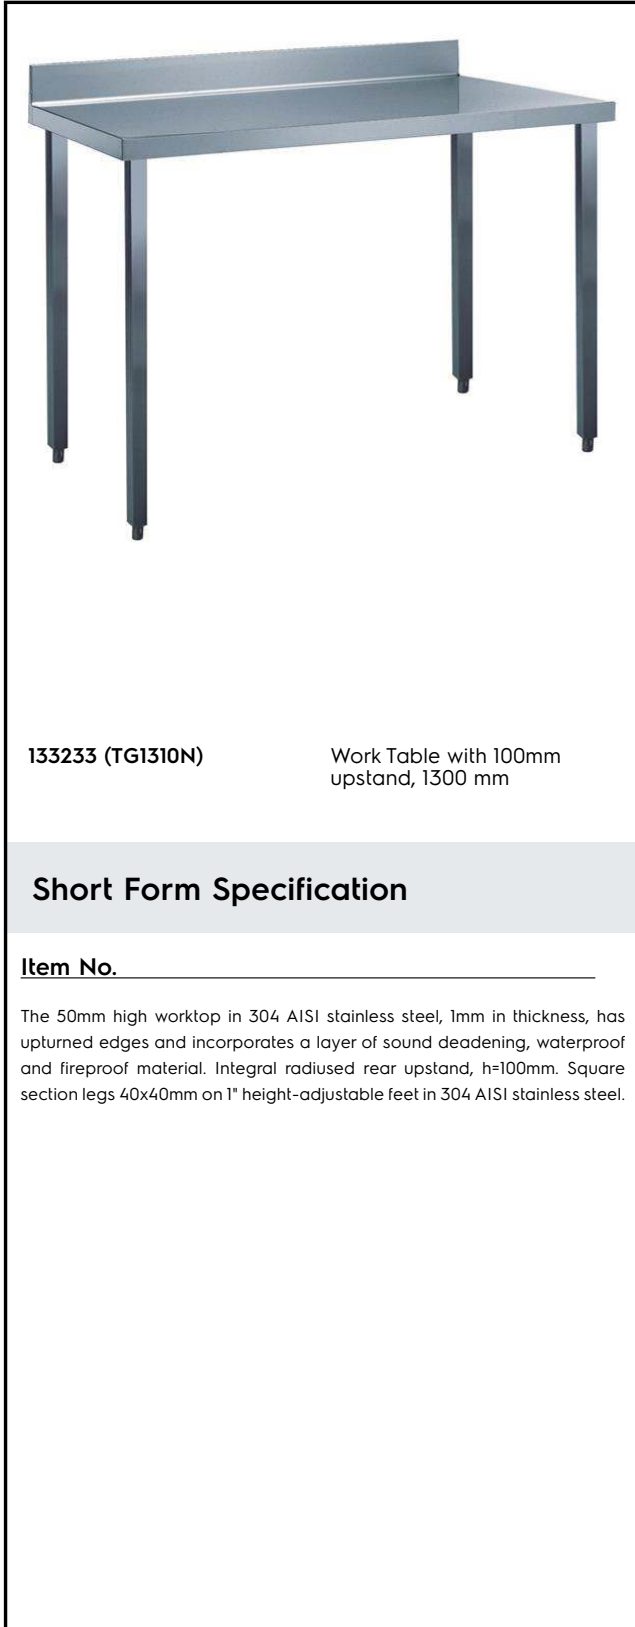 133233 (TG1310N)
Work Table with 100mm
upstand, 1300 mm
Short Form Specification
Item No.
The 50mm high worktop in 304 AISI stainless steel, 1mm in thickness, has
upturned edges and incorporates a layer of sound deadening, waterproof
and fireproof material. Integral radiused rear upstand, h=100mm. Square
section legs 40x40mm on 1" height-adjustable feet in 304 AISI stainless steel.